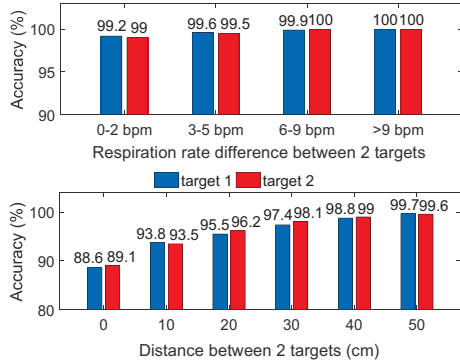 Accuracy (%)
100
95
90
99.2 99 99.6 99.5 99.9 100 100 100
0-2 bpm 3-5 bpm 6-9 bpm >9 bpm
Respiration rate difference between 2 targets
target 1 target 2
Accuracy (%)
100
90
80
88.6 89.1 93.8 93.5 95.5 96.2 97.4 98.1 98.8 99 99.7 99.6
0 10 20 30 40 50
Distance between 2 targets (cm)